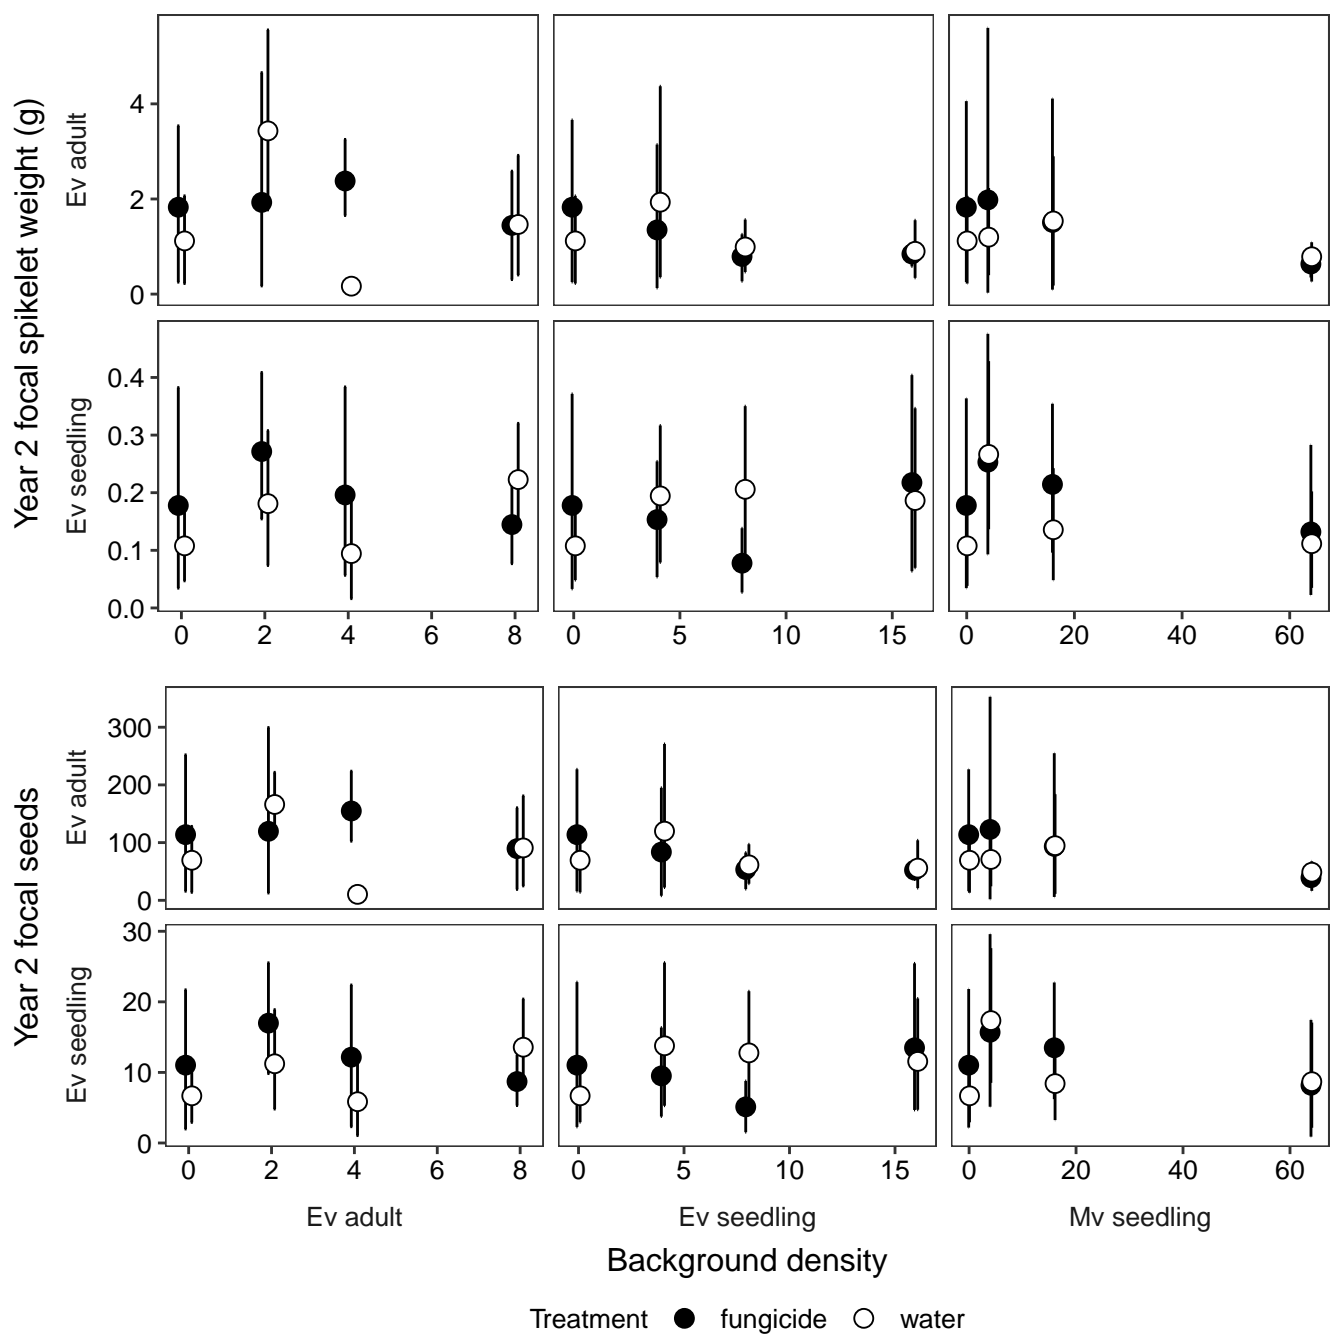 Year 2 focal spikelet weight (g)
Ev adult
4
2
0
Ev seedling
0.4
0.3
0.2
0.1
0.0
0 2 4 6 8
0 5 10 15
0 20 40 60
Year 2 focal seeds
Ev adult
300
200
100
0
Ev seedling
30
20
10
0
0 2 4 6 8
0 5 10 15
0 20 40 60
Ev adult
Ev seedling
Mv seedling
Background density
Treatment fungicide water